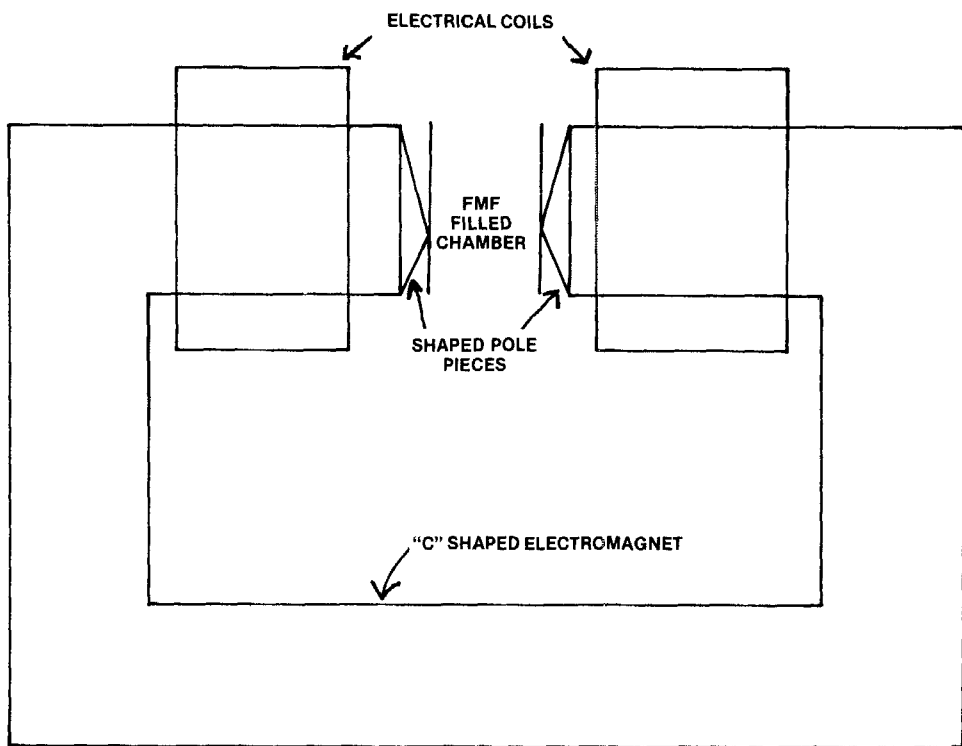 ELECTRICAL COILS
FMF
FILLED
CHAMBER
SHAPED POLE
PIECES
"C" SHAPED ELECTROMAGNET